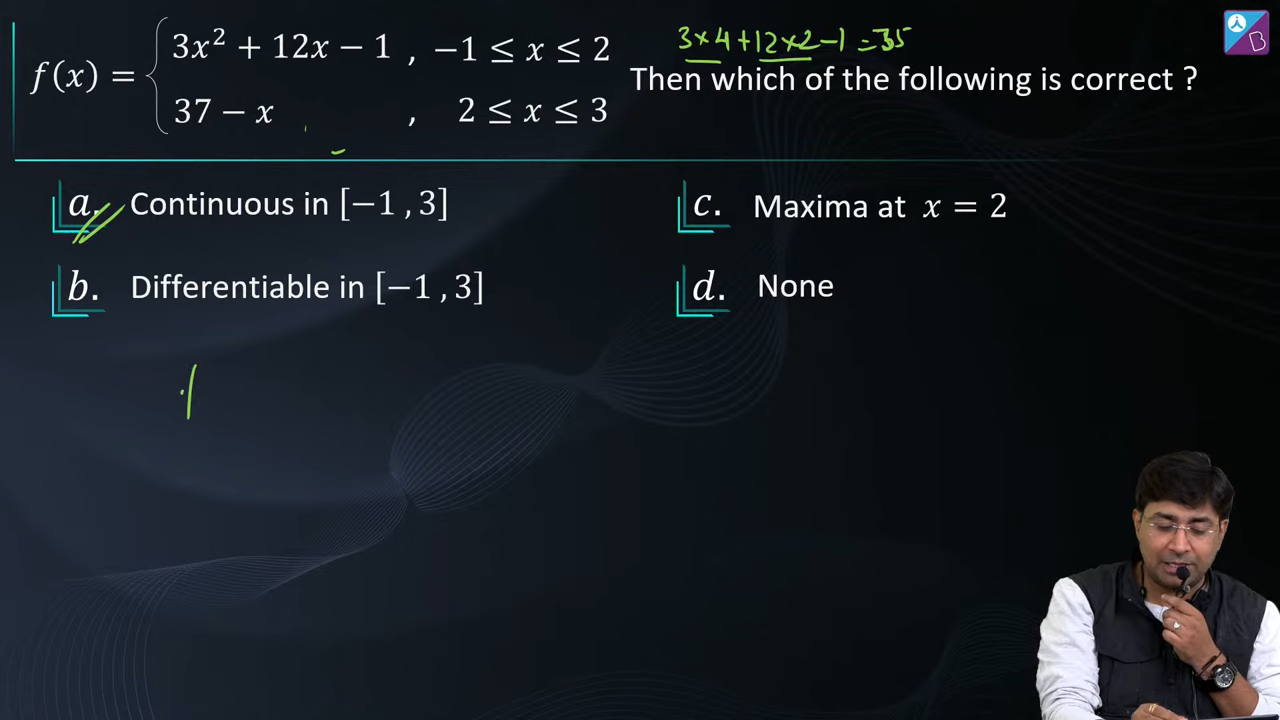 3×4+12×2−1=35
f(x) = { 3x² + 12x − 1 , −1 ≤ x ≤ 2
37 − x , 2 ≤ x ≤ 3
Then which of the following is correct ?
a. Continuous in [−1 , 3]
c. Maxima at x = 2
b. Differentiable in [−1 , 3]
d. None
B